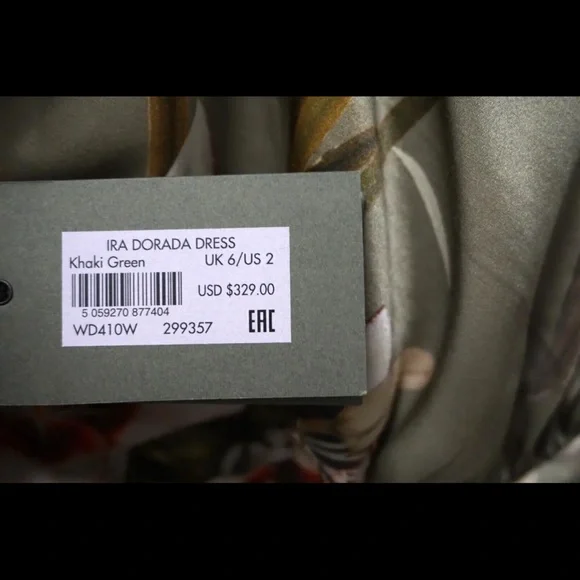 IRA DORADA DRESS
Khaki Green UK 6/US 2
USD $329.00
5 059270 877404
WD410W 299357 EAC